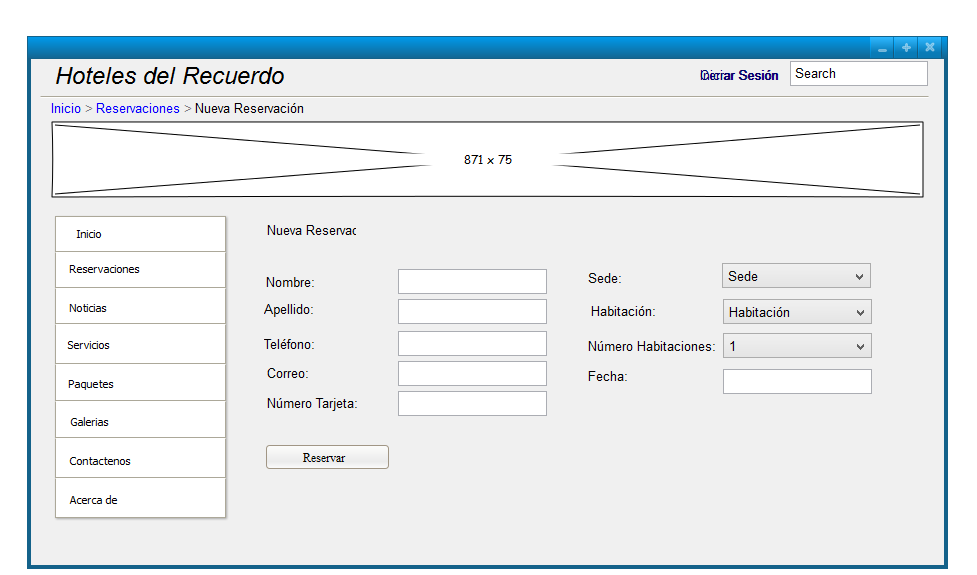 Hoteles del Recuerdo
Sesión
Search
Inicio > Reservaciones > Nueva Reservación
871 x 75
Inicio
Reservaciones
Noticias
Servicios
Paquetes
Galerias
Contactenos
Acerca de
Nueva Reservac
Nombre:
Apellido:
Teléfono:
Correo:
Número Tarjeta:
Reservar
Sede: Sede
Habitación: Habitación
Número Habitaciones: 1
Fecha: